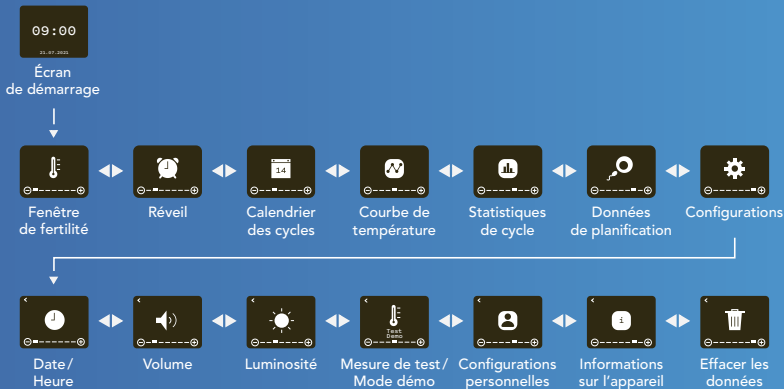 09:00
21.07.2021
Écran
de démarrage
14
Fenêtre
de fertilité
Réveil
Calendrier
des cycles
Courbe de
température
Statistiques
de cycle
Données
de planification
Configurations
Test
Demo
i
Date/
Heure
Volume
Luminosité
Mesure de test/
Mode démo
Configurations
personnelles
Informations
sur l'appareil
Effacer les
données